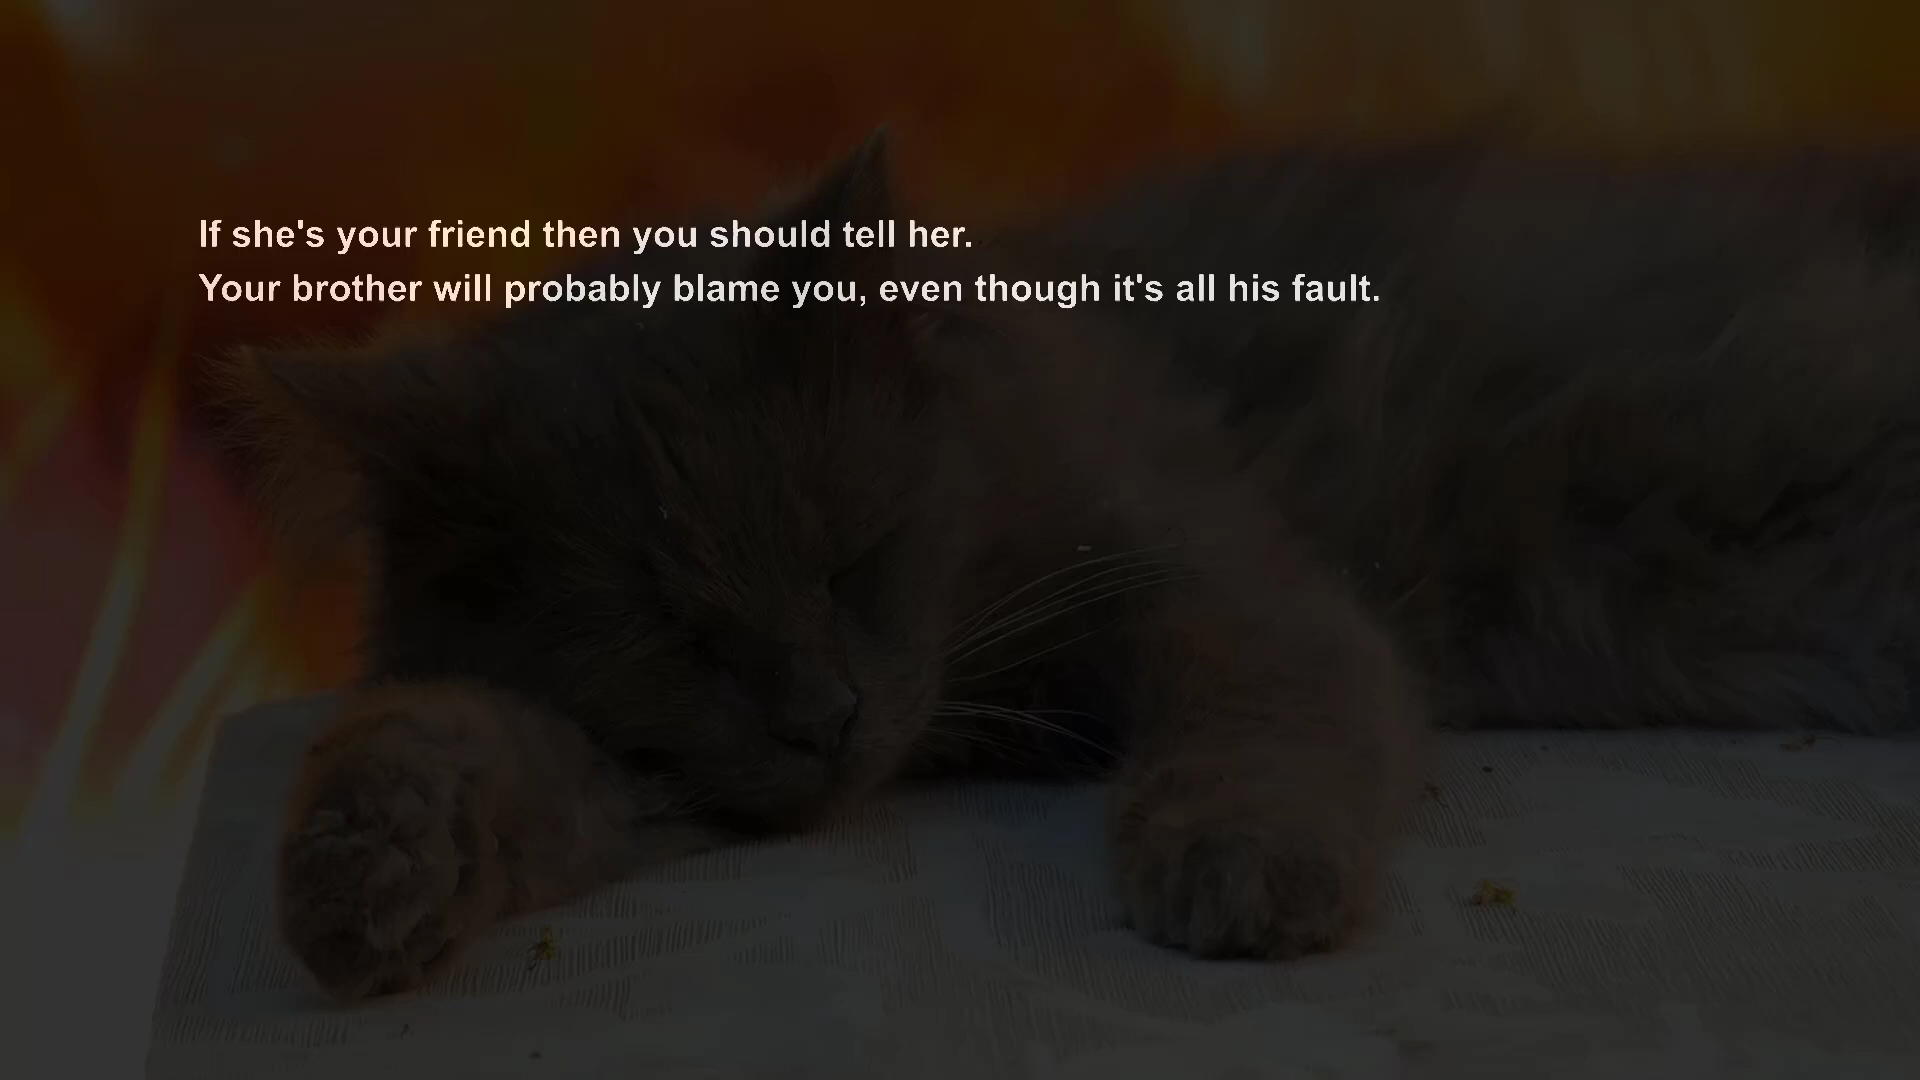 If she's your friend then you should tell her.
Your brother will probably blame you, even though it's all his fault.